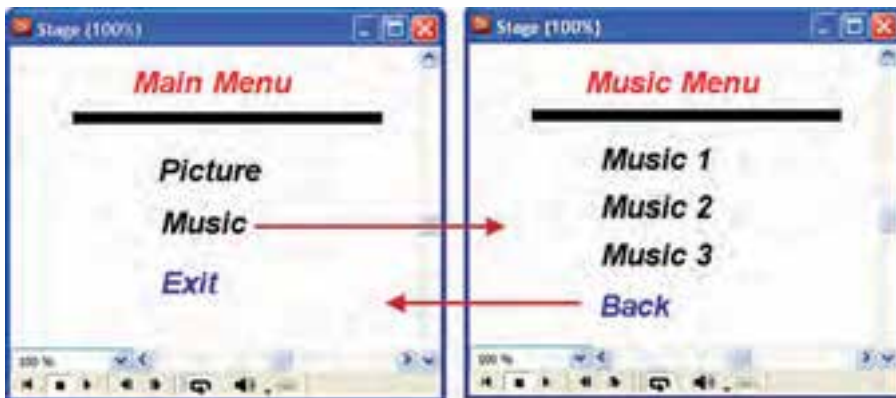 Stage (100%)
Main Menu
Picture
Music
Exit
100 %
Stage (100%)
Music Menu
Music 1
Music 2
Music 3
Back
100 %